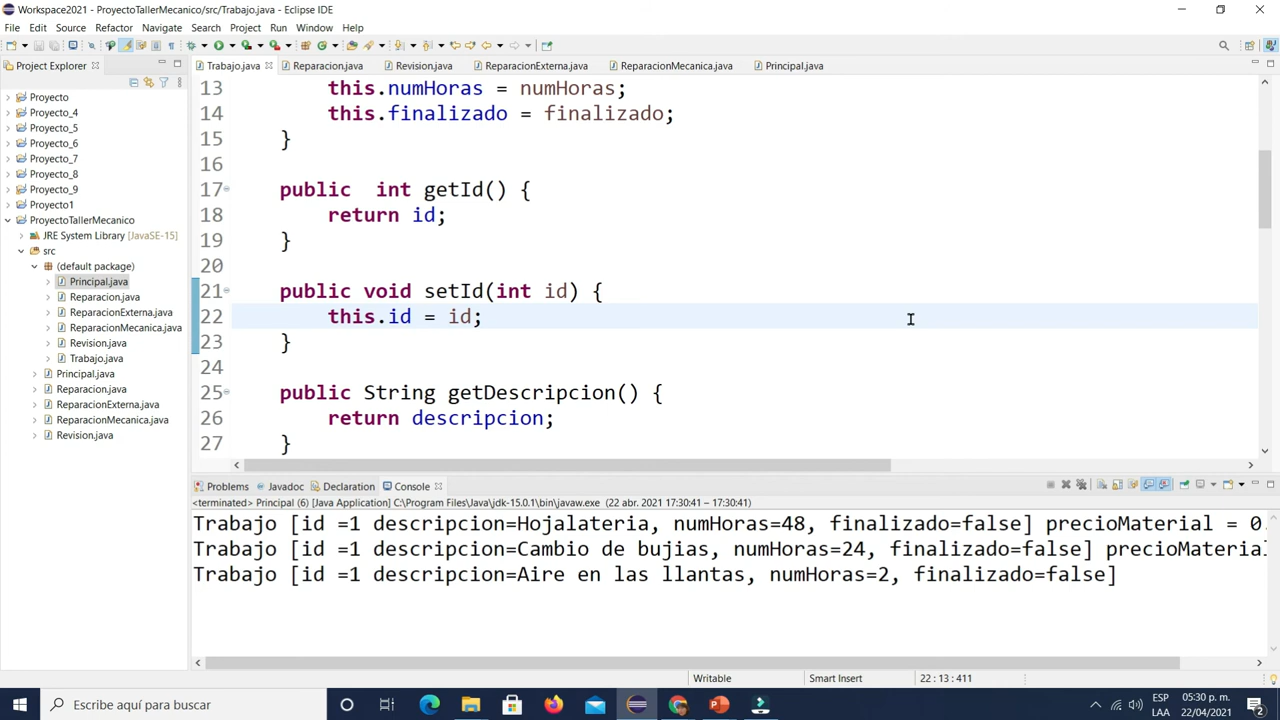 Workspace2021 - ProyectoTallerMecanico/src/Trabajo.java - Eclipse IDE
File Edit Source Refactor Navigate Search Project Run Window Help
Project Explorer
Trabajo.java Reparacion.java Revision.java ReparacionExterna.java ReparacionMecanica.java Principal.java
Proyecto
Proyecto_4
Proyecto_5
Proyecto_6
Proyecto_7
Proyecto_8
Proyecto_9
Proyecto1
ProyectoTallerMecanico
JRE System Library [JavaSE-15]
src
(default package)
Principal.java
Reparacion.java
ReparacionExterna.java
ReparacionMecanica.java
Revision.java
Trabajo.java
Principal.java
Reparacion.java
ReparacionExterna.java
ReparacionMecanica.java
Revision.java
13 this.numHoras = numHoras;
14 this.finalizado = finalizado;
15 }
16
17 public  int getId() {
18 return id;
19 }
20
21 public void setId(int id) {
22 this.id = id;
23 }
24
25 public String getDescripcion() {
26 return descripcion;
27 }
Problems Javadoc Declaration Console
<terminated> Principal (6) [Java Application] C:\Program Files\Java\jdk-15.0.1\bin\javaw.exe (22 abr. 2021 17:30:41 – 17:30:41)
Trabajo [id =1 descripcion=Hojalateria, numHoras=48, finalizado=false] precioMaterial = 0.
Trabajo [id =1 descripcion=Cambio de bujias, numHoras=24, finalizado=false] precioMaterial
Trabajo [id =1 descripcion=Aire en las llantas, numHoras=2, finalizado=false]
Writable Smart Insert 22 : 13 : 411
Escribe aquí para buscar
ESP 05:30 p. m.
LAA 22/04/2021
2